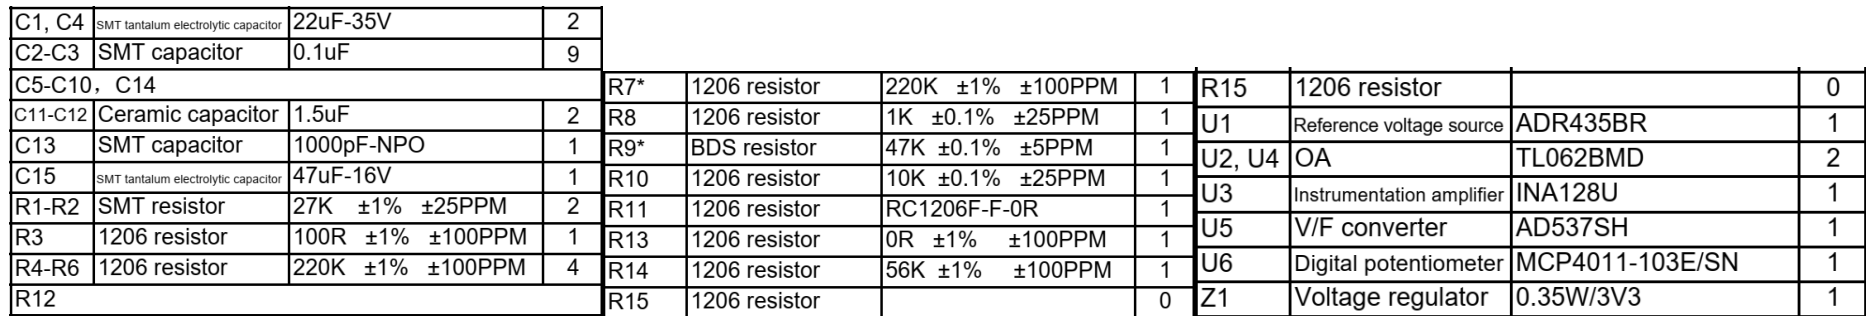 C1, C4 SMT tantalum electrolytic capacitor 22uF-35V 2
C2-C3 SMT capacitor 0.1uF 9
C5-C10，C14
C11-C12 Ceramic capacitor 1.5uF 2
C13 SMT capacitor 1000pF-NPO 1
C15 SMT tantalum electrolytic capacitor 47uF-16V 1
R1-R2 SMT resistor 27K ±1% ±25PPM 2
R3 1206 resistor 100R ±1% ±100PPM 1
R4-R6 1206 resistor 220K ±1% ±100PPM 4
R12
R7* 1206 resistor 220K ±1% ±100PPM 1
R8 1206 resistor 1K ±0.1% ±25PPM 1
R9* BDS resistor 47K ±0.1% ±5PPM 1
R10 1206 resistor 10K ±0.1% ±25PPM 1
R11 1206 resistor RC1206F-F-0R 1
R13 1206 resistor 0R ±1% ±100PPM 1
R14 1206 resistor 56K ±1% ±100PPM 1
R15 1206 resistor 0
R15 1206 resistor 0
U1 Reference voltage source ADR435BR 1
U2, U4 OA TL062BMD 2
U3 Instrumentation amplifier INA128U 1
U5 V/F converter AD537SH 1
U6 Digital potentiometer MCP4011-103E/SN 1
Z1 Voltage regulator 0.35W/3V3 1